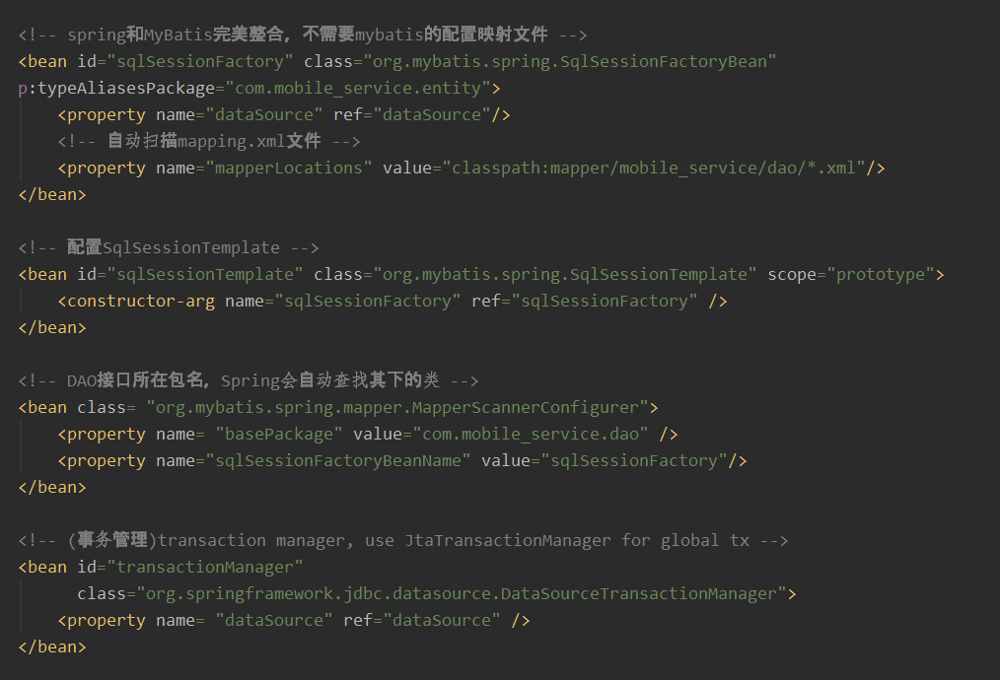 <!-- spring和MyBatis完美整合，不需要mybatis的配置映射文件 -->
<bean id="sqlSessionFactory" class="org.mybatis.spring.SqlSessionFactoryBean"
p:typeAliasesPackage="com.mobile_service.entity">
    <property name="dataSource" ref="dataSource"/>
    <!-- 自动扫描mapping.xml文件 -->
    <property name="mapperLocations" value="classpath:mapper/mobile_service/dao/*.xml"/>
</bean>

<!-- 配置SqlSessionTemplate -->
<bean id="sqlSessionTemplate" class="org.mybatis.spring.SqlSessionTemplate" scope="prototype">
    <constructor-arg name="sqlSessionFactory" ref="sqlSessionFactory" />
</bean>

<!-- DAO接口所在包名，Spring会自动查找其下的类 -->
<bean class= "org.mybatis.spring.mapper.MapperScannerConfigurer">
    <property name= "basePackage" value="com.mobile_service.dao" />
    <property name="sqlSessionFactoryBeanName" value="sqlSessionFactory"/>
</bean>

<!-- (事务管理)transaction manager, use JtaTransactionManager for global tx -->
<bean id="transactionManager"
      class="org.springframework.jdbc.datasource.DataSourceTransactionManager">
    <property name= "dataSource" ref="dataSource" />
</bean>